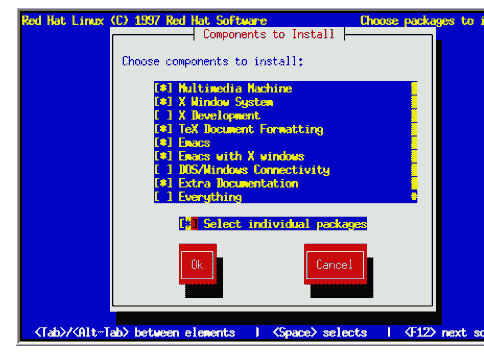 Red Hat Linux (C) 1997 Red Hat Software Choose packages to i
Components to Install
Choose components to install:
[*] Multimedia Machine
[*] X Window System
[ ] X Development
[*] TeX Document Formatting
[*] Emacs
[*] Emacs with X windows
[ ] DOS/Windows Connectivity
[*] Extra Documentation
[ ] Everything
[*] Select individual packages
Ok Cancel
<Tab>/<Alt-Tab> between elements | <Space> selects | <F12> next sc